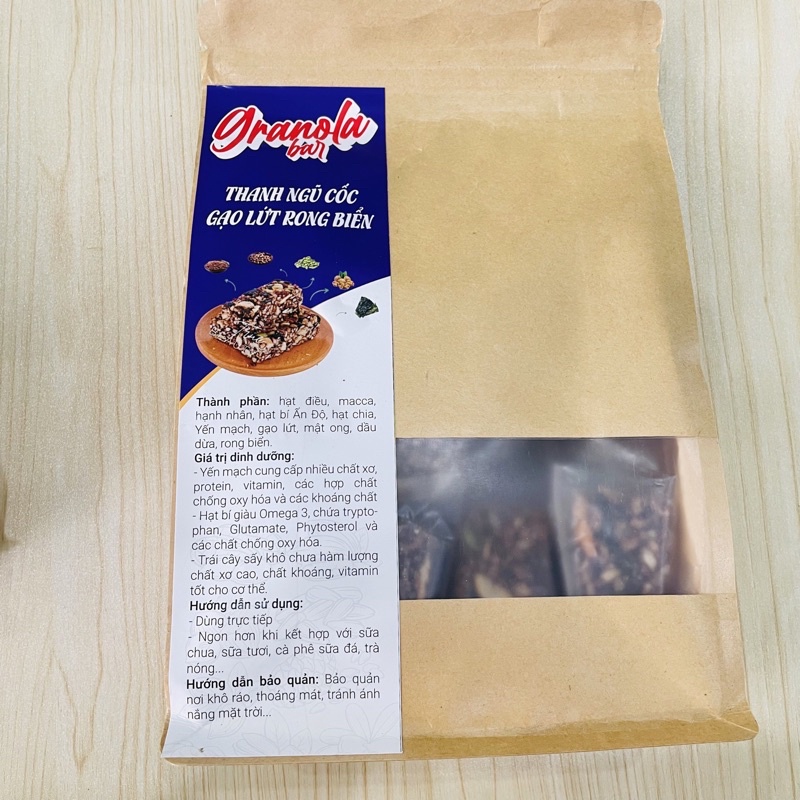 granola
bar
THANH NGŨ CỐC
GẠO LỨT RONG BIỂN
Thành phần: hạt điều, macca,
hạnh nhân, hạt bí Ấn Độ, hạt chia,
Yến mạch, gạo lứt, mật ong, dầu
dừa, rong biển.
Giá trị dinh dưỡng:
- Yến mạch cung cấp nhiều chất xơ,
protein, vitamin, các hợp chất
chống oxy hóa và các khoáng chất
- Hạt bí giàu Omega 3, chứa trypto-
phan, Glutamate, Phytosterol và
các chất chống oxy hóa.
- Trái cây sấy khô chưa hàm lượng
chất xơ cao, chất khoáng, vitamin
tốt cho cơ thể.
Hướng dẫn sử dụng:
- Dùng trực tiếp
- Ngon hơn khi kết hợp với sữa
chua, sữa tươi, cà phê sữa đá, trà
nóng...
Hướng dẫn bảo quản: Bảo quản
nơi khô ráo, thoáng mát, tránh ánh
nắng mặt trời...